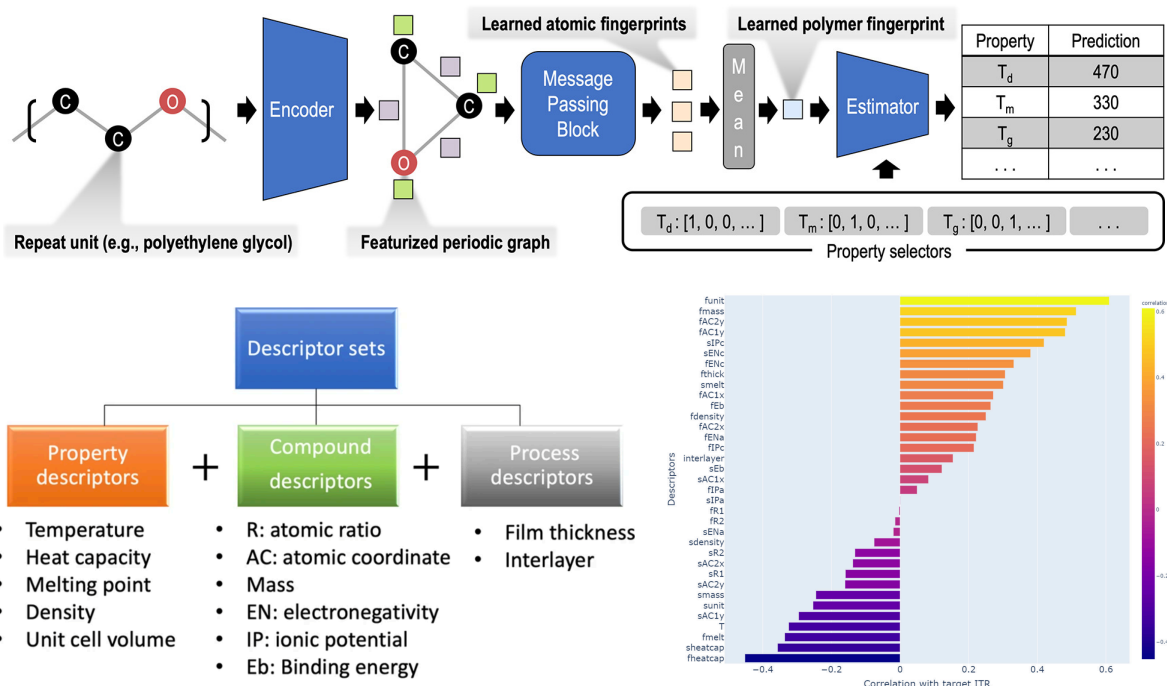 Learned atomic fingerprints
Learned polymer fingerprint
C
C
O
Encoder
C
C
O
Message
Passing
Block
Mean
Estimator
Property Prediction
Td 470
Tm 330
Tg 230
... ...
Repeat unit (e.g., polyethylene glycol)
Featurized periodic graph
Td : [1, 0, 0, ... ]
Tm : [0, 1, 0, ... ]
Tg : [0, 0, 1, ... ]
...
Property selectors
Descriptor sets
Property
descriptors
+
Compound
descriptors
+
Process
descriptors
• Temperature
• Heat capacity
• Melting point
• Density
• Unit cell volume
• R: atomic ratio
• AC: atomic coordinate
• Mass
• EN: electronegativity
• IP: ionic potential
• Eb: Binding energy
• Film thickness
• Interlayer
Descriptors
funit
fmass
fAC2y
fAC1y
sIPc
sENc
fENc
fthick
smelt
fAC1x
fEb
fdensity
fAC2x
fENa
fIPc
interlayer
sEb
sAC1x
fIPa
sIPa
fR1
fR2
sENa
sdensity
sR2
sAC2x
sR1
sAC2y
smass
sunit
sAC1y
T
fmelt
sheatcap
fheatcap
−0.4
−0.2
0
0.2
0.4
0.6
Correlation with target ITR
correlation
0.6
0.4
0.2
0
−0.2
−0.4